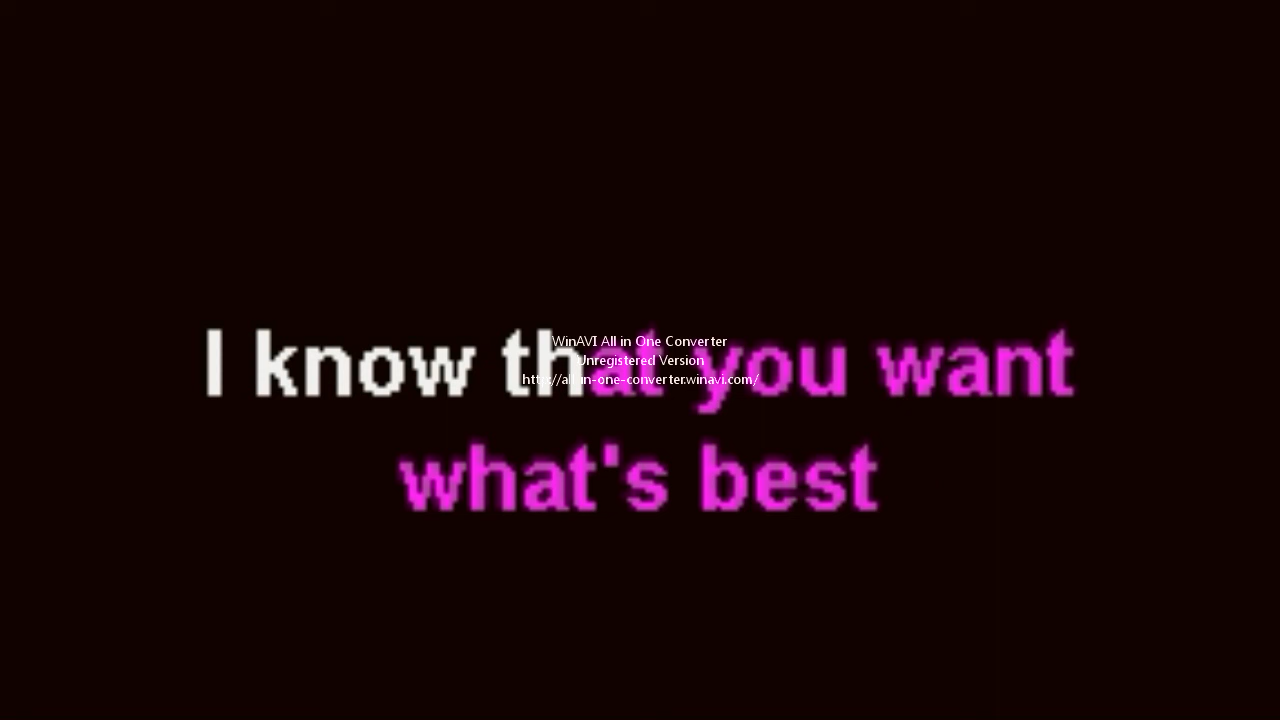 I know that you want
what's best
WinAVI All in One Converter
Unregistered Version
http://all-in-one-converter.winavi.com/